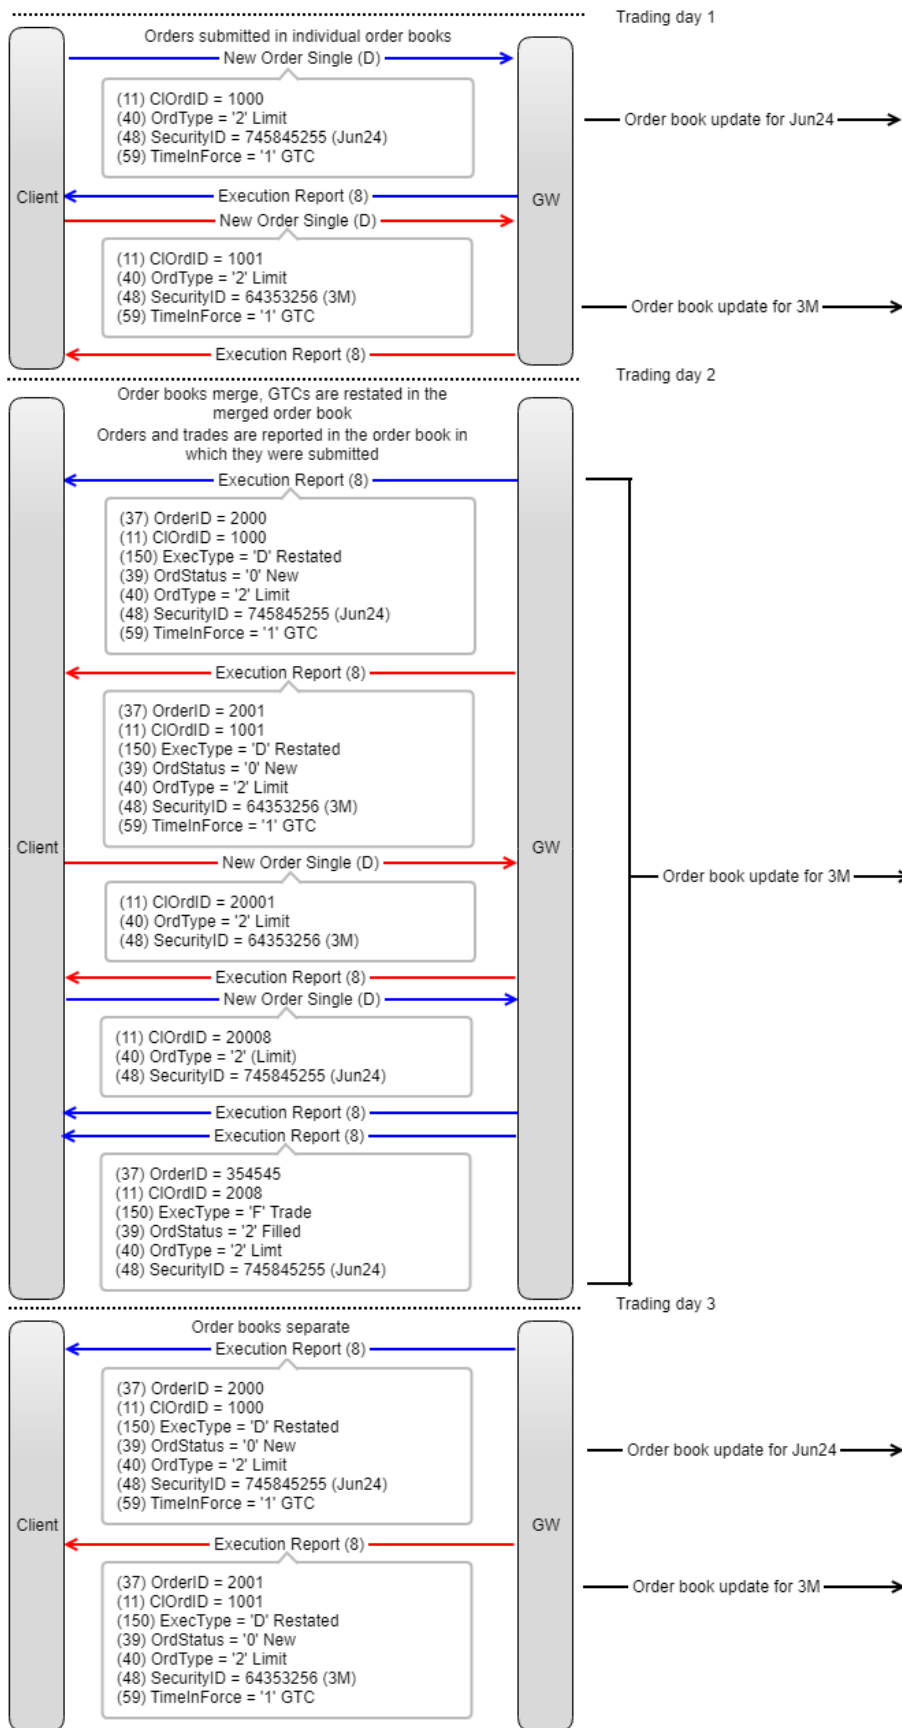 Trading day 1
Orders submitted in individual order books
New Order Single (D)
(11) ClOrdID = 1000
(40) OrdType = '2' Limit
(48) SecurityID = 745845255 (Jun24)
(59) TimeInForce = '1' GTC
Order book update for Jun24
Client
Execution Report (8)
GW
New Order Single (D)
(11) ClOrdID = 1001
(40) OrdType = '2' Limit
(48) SecurityID = 64353256 (3M)
(59) TimeInForce = '1' GTC
Order book update for 3M
Execution Report (8)
Trading day 2
Order books merge, GTCs are restated in the
merged order book
Orders and trades are reported in the order book in
which they were submitted
Execution Report (8)
(37) OrderID = 2000
(11) ClOrdID = 1000
(150) ExecType = 'D' Restated
(39) OrdStatus = '0' New
(40) OrdType = '2' Limit
(48) SecurityID = 745845255 (Jun24)
(59) TimeInForce = '1' GTC
Execution Report (8)
(37) OrderID = 2001
(11) ClOrdID = 1001
(150) ExecType = 'D' Restated
(39) OrdStatus = '0' New
(40) OrdType = '2' Limit
(48) SecurityID = 64353256 (3M)
(59) TimeInForce = '1' GTC
Client
GW
New Order Single (D)
Order book update for 3M
(11) ClOrdID = 20001
(40) OrdType = '2' Limit
(48) SecurityID = 64353256 (3M)
Execution Report (8)
New Order Single (D)
(11) ClOrdID = 20008
(40) OrdType = '2' (Limit)
(48) SecurityID = 745845255 (Jun24)
Execution Report (8)
Execution Report (8)
(37) OrderID = 354545
(11) ClOrdID = 2008
(150) ExecType = 'F' Trade
(39) OrdStatus = '2' Filled
(40) OrdType = '2' Limt
(48) SecurityID = 745845255 (Jun24)
Trading day 3
Order books separate
Execution Report (8)
(37) OrderID = 2000
(11) ClOrdID = 1000
(150) ExecType = 'D' Restated
(39) OrdStatus = '0' New
(40) OrdType = '2' Limit
(48) SecurityID = 745845255 (Jun24)
(59) TimeInForce = '1' GTC
Order book update for Jun24
Client
GW
Execution Report (8)
(37) OrderID = 2001
(11) ClOrdID = 1001
(150) ExecType = 'D' Restated
(39) OrdStatus = '0' New
(40) OrdType = '2' Limit
(48) SecurityID = 64353256 (3M)
(59) TimeInForce = '1' GTC
Order book update for 3M